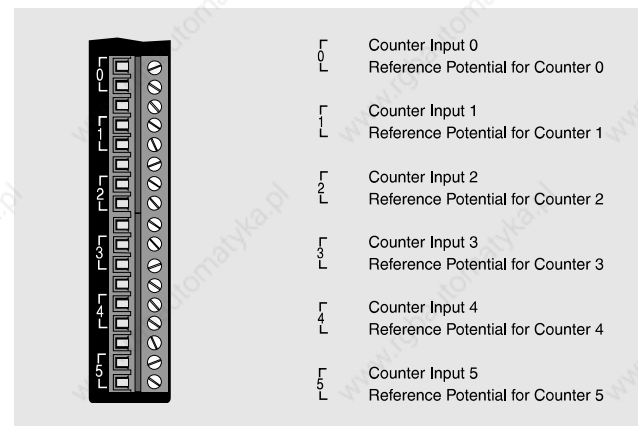 0 Counter Input 0
Reference Potential for Counter 0
1 Counter Input 1
Reference Potential for Counter 1
2 Counter Input 2
Reference Potential for Counter 2
3 Counter Input 3
Reference Potential for Counter 3
4 Counter Input 4
Reference Potential for Counter 4
5 Counter Input 5
Reference Potential for Counter 5
0
1
2
3
4
5
www.rgbautomatyka.pl